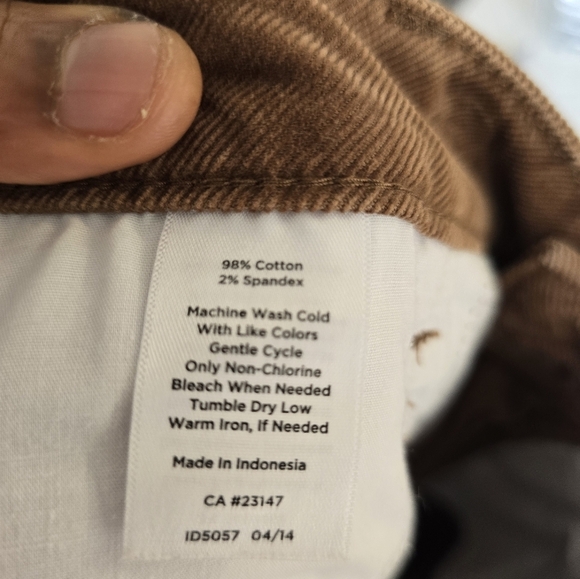 98% Cotton
2% Spandex
Machine Wash Cold
With Like Colors
Gentle Cycle
Only Non-Chlorine
Bleach When Needed
Tumble Dry Low
Warm Iron, If Needed
Made In Indonesia
CA #23147
ID5057 04/14